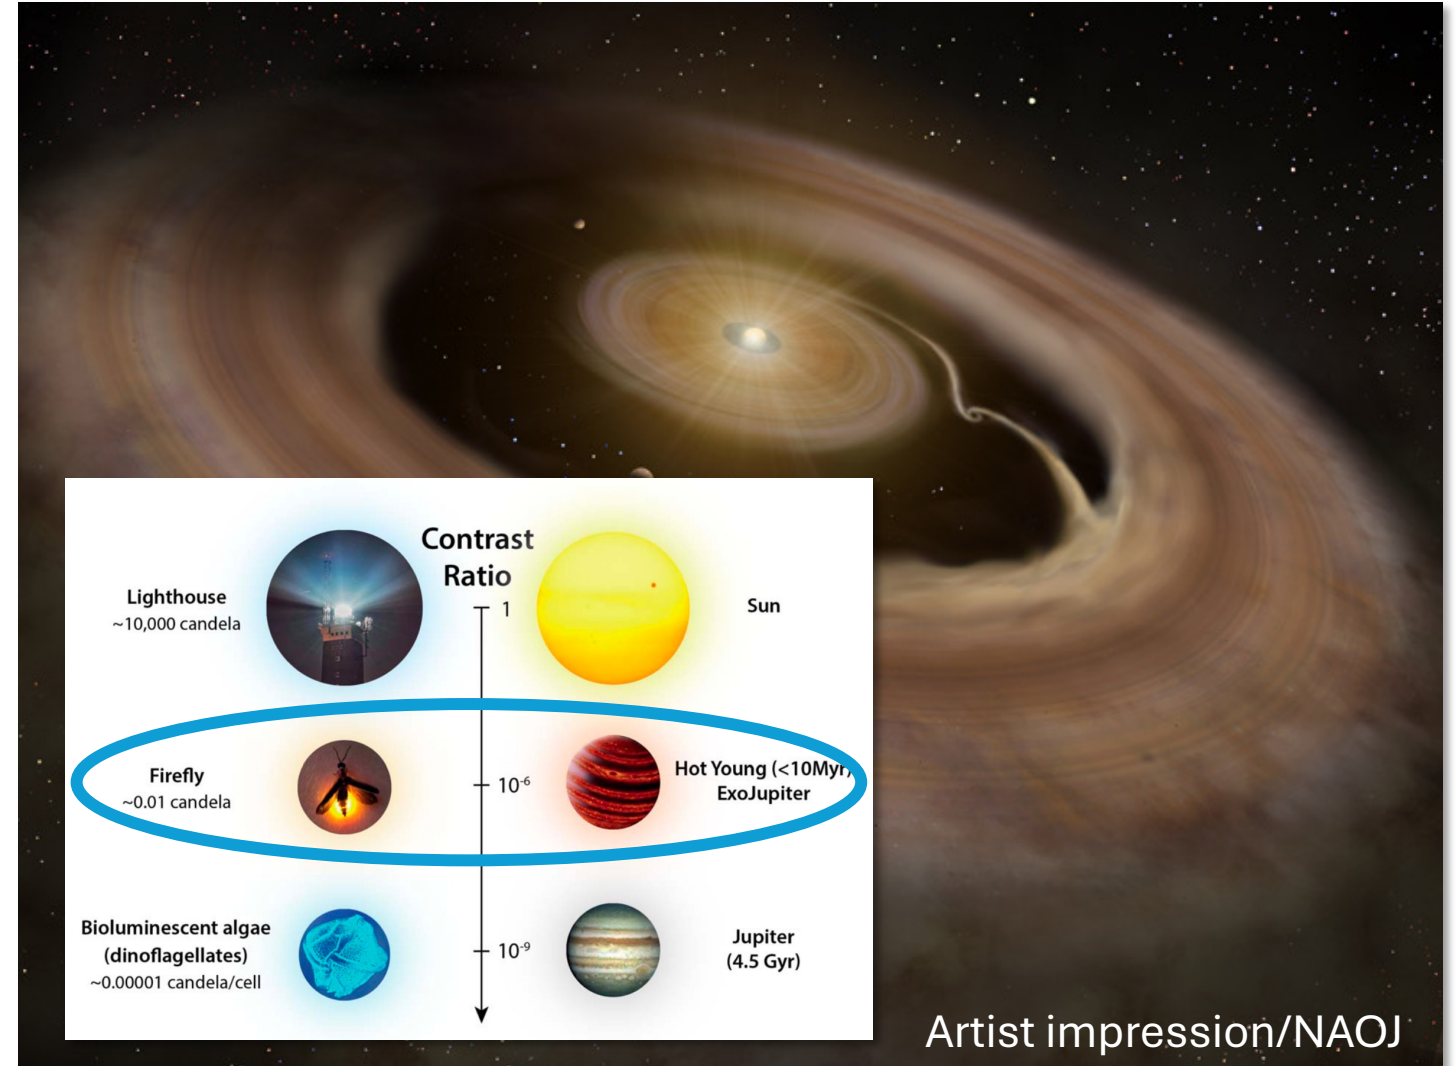 Contrast
Ratio
Lighthouse
~10,000 candela
1
Sun
Firefly
~0.01 candela
10⁻⁶
Hot Young (<10Myr)
ExoJupiter
Bioluminescent algae
(dinoflagellates)
~0.00001 candela/cell
10⁻⁹
Jupiter
(4.5 Gyr)
Artist impression/NAOJ